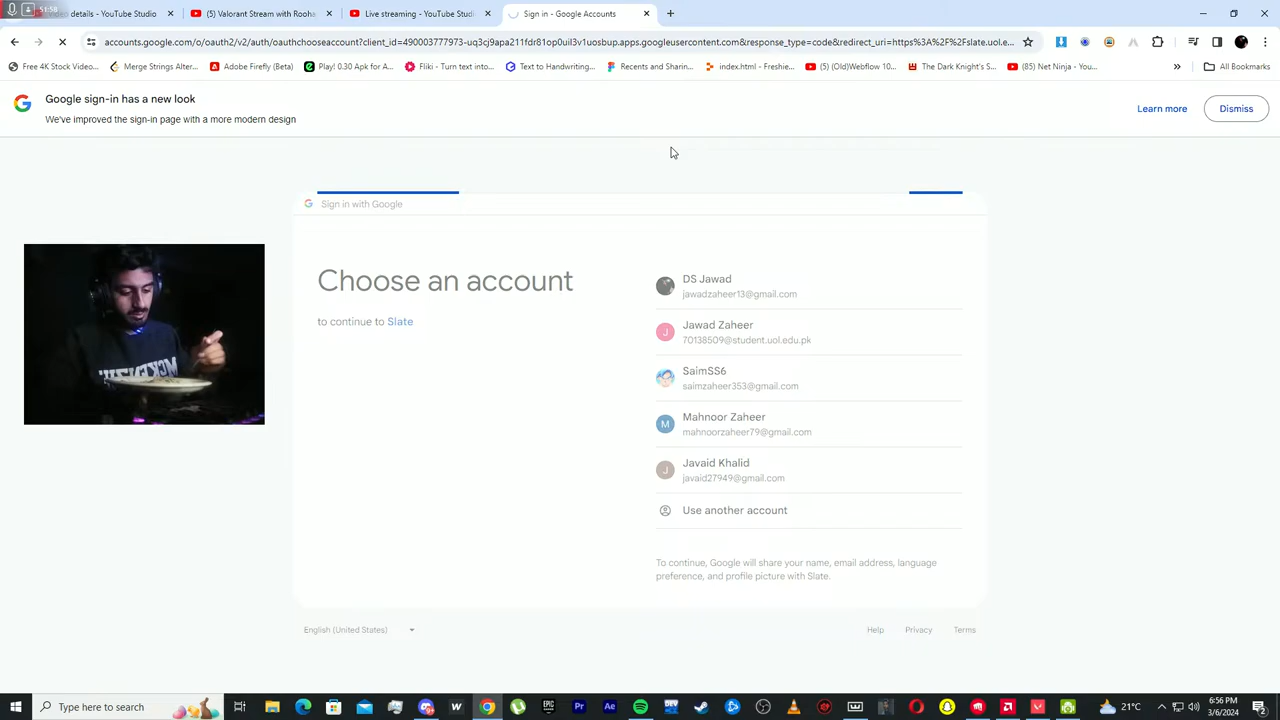 51:58
video details - YouTube Studio
(5) Valorant Stream with Rooha
Live streaming - YouTube Stu
Sign in - Google Accounts
accounts.google.com/o/oauth2/v2/auth/oauthchooseaccount?client_id=490003777973-uq3cj9apa211fdr81op0uil3v1uosbup.apps.googleusercontent.com&response_type=code&redirect_uri=https%3A%2F%2Fslate.uol.e...
Free 4K Stock Video...
Merge Strings Alter...
Adobe Firefly (Beta)
Play! 0.30 Apk for A...
Fliki - Turn text into...
Text to Handwriting...
Recents and Sharin...
index.html - Freshie...
(5) (Old)Webflow 10...
The Dark Knight's S...
(85) Net Ninja - You...
All Bookmarks
Google sign-in has a new look
We've improved the sign-in page with a more modern design
Learn more
Dismiss
Sign in with Google
Choose an account
to continue to Slate
DS Jawad
jawadzaheer13@gmail.com
Jawad Zaheer
70138509@student.uol.edu.pk
SaimSS6
saimzaheer353@gmail.com
Mahnoor Zaheer
mahnoorzaheer79@gmail.com
Javaid Khalid
javaid27949@gmail.com
Use another account
To continue, Google will share your name, email address, language
preference, and profile picture with Slate.
English (United States)
Help
Privacy
Terms
Type here to search
21°C
6:56 PM
3/6/2024